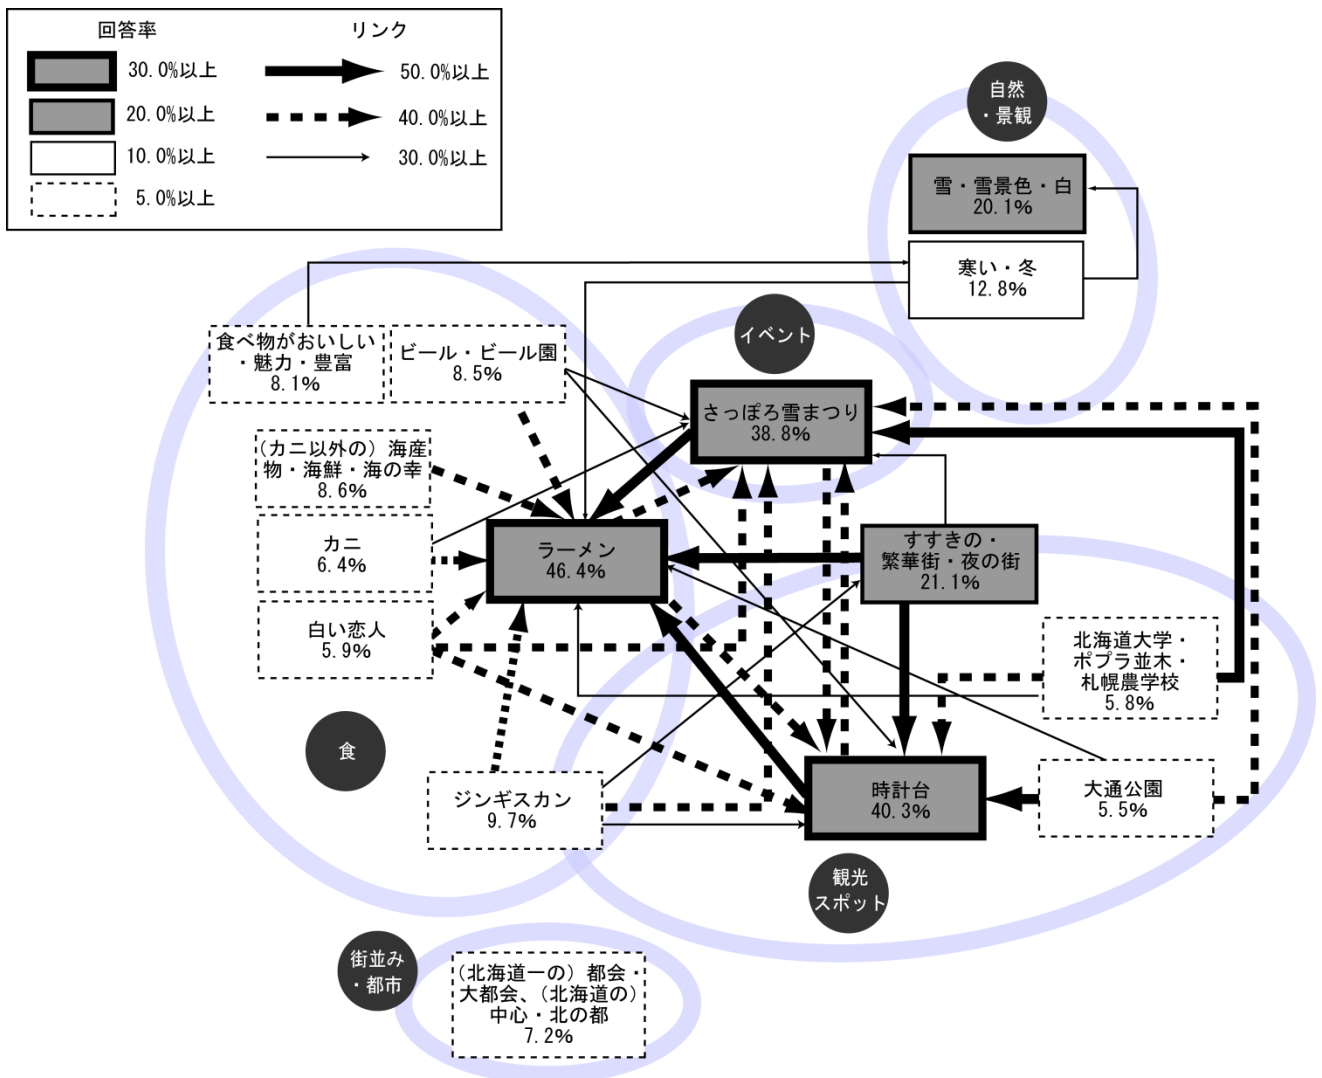 回答率
リンク
30.0%以上
50.0%以上
20.0%以上
40.0%以上
10.0%以上
30.0%以上
5.0%以上
自然
・景観
雪・雪景色・白
20.1%
寒い・冬
12.8%
イベント
食べ物がおいしい
・魅力・豊富
8.1%
ビール・ビール園
8.5%
さっぽろ雪まつり
38.8%
(カニ以外の)海産
物・海鮮・海の幸
8.6%
カニ
6.4%
ラーメン
46.4%
すすきの・
繁華街・夜の街
21.1%
白い恋人
5.9%
北海道大学・
ポプラ並木・
札幌農学校
5.8%
食
ジンギスカン
9.7%
時計台
40.3%
大通公園
5.5%
観光
スポット
街並み
・都市
(北海道一の)都会・
大都会、(北海道の)
中心・北の都
7.2%